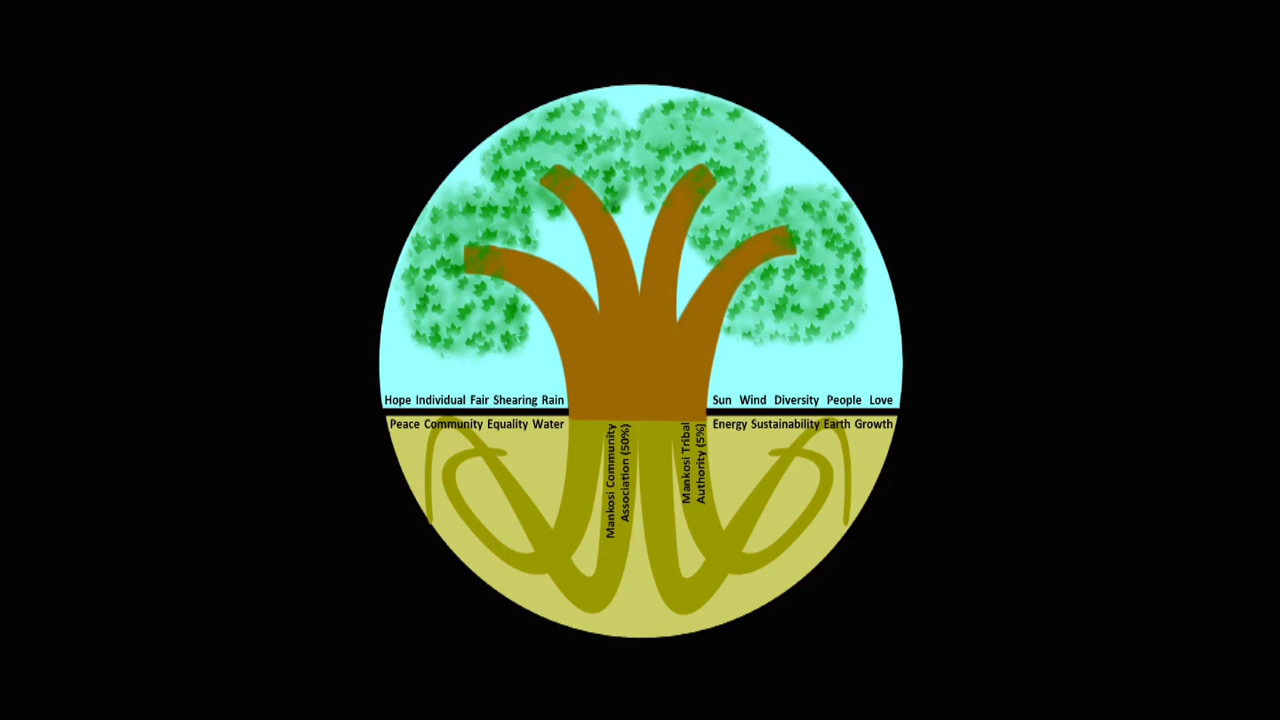 Hope Individual Fair Shearing Rain
Sun Wind Diversity People Love
Peace Community Equality Water
Energy Sustainability Earth Growth
Mankosi Community
Association (50%)
Mankosi Tribal
Authority (5%)